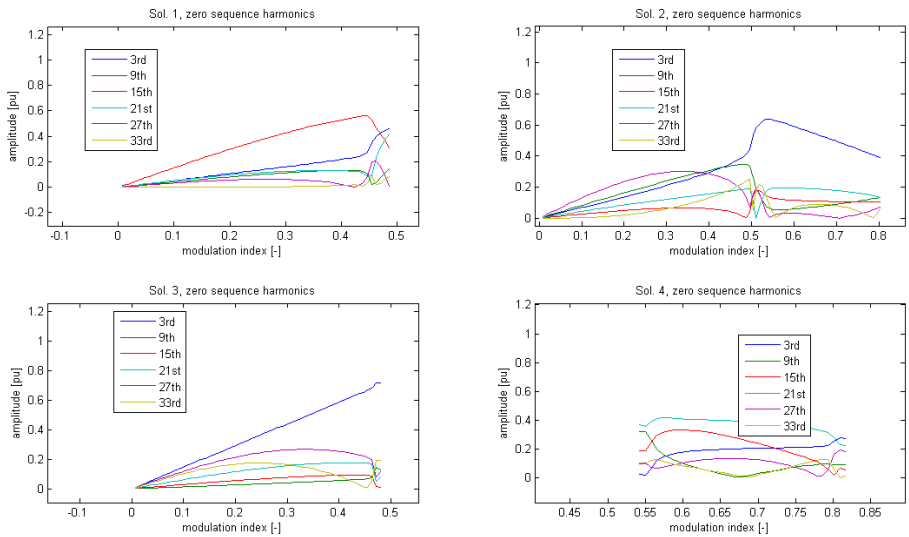 Sol. 1, zero sequence harmonics
1.2
1
0.8
0.6
0.4
0.2
0
-0.2
amplitude [pu]
3rd
9th
15th
21st
27th
33rd
-0.1 0 0.1 0.2 0.3 0.4 0.5
modulation index [-]
Sol. 2, zero sequence harmonics
1.2
1
0.8
0.6
0.4
0.2
0
amplitude [pu]
3rd
9th
15th
21st
27th
33rd
0 0.1 0.2 0.3 0.4 0.5 0.6 0.7 0.8
modulation index [-]
Sol. 3, zero sequence harmonics
1.2
1
0.8
0.6
0.4
0.2
0
amplitude [pu]
3rd
9th
15th
21st
27th
33rd
-0.1 0 0.1 0.2 0.3 0.4 0.5
modulation index [-]
Sol. 4, zero sequence harmonics
1.2
1
0.8
0.6
0.4
0.2
0
amplitude [pu]
3rd
9th
15th
21st
27th
33rd
0.45 0.5 0.55 0.6 0.65 0.7 0.75 0.8 0.85
modulation index [-]